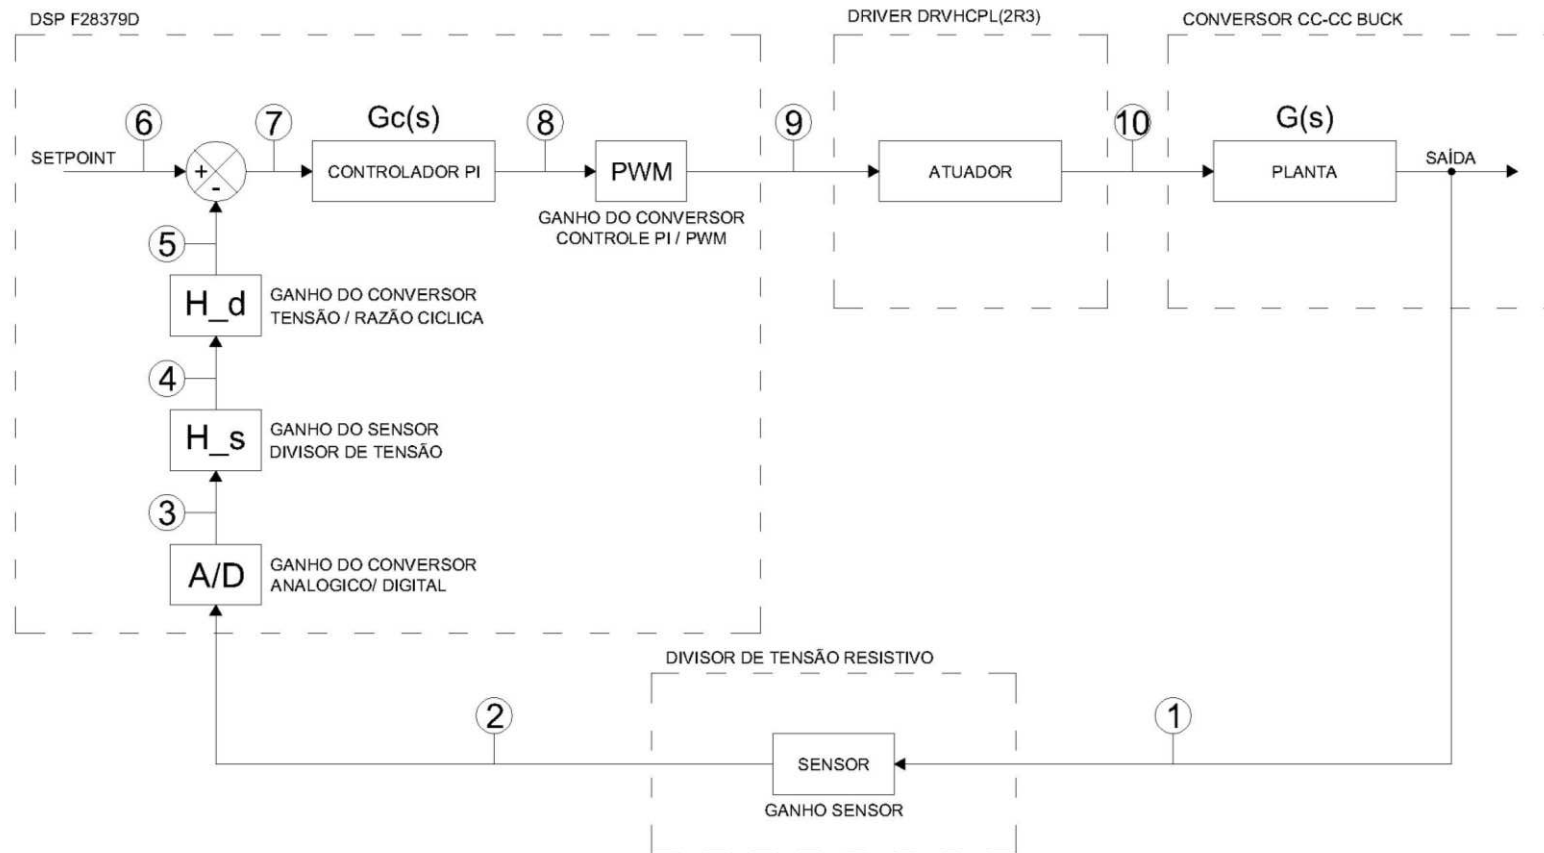 DSP F28379D
DRIVER DRVHCPL(2R3)
CONVERSOR CC-CC BUCK
6
7
Gc(s)
8
9
10
G(s)
SETPOINT
+
-
CONTROLADOR PI
PWM
ATUADOR
PLANTA
SAÍDA
GANHO DO CONVERSOR
CONTROLE PI / PWM
5
H_d
GANHO DO CONVERSOR
TENSÃO / RAZÃO CICLICA
4
H_s
GANHO DO SENSOR
DIVISOR DE TENSÃO
3
A/D
GANHO DO CONVERSOR
ANALOGICO/ DIGITAL
DIVISOR DE TENSÃO RESISTIVO
2
1
SENSOR
GANHO SENSOR